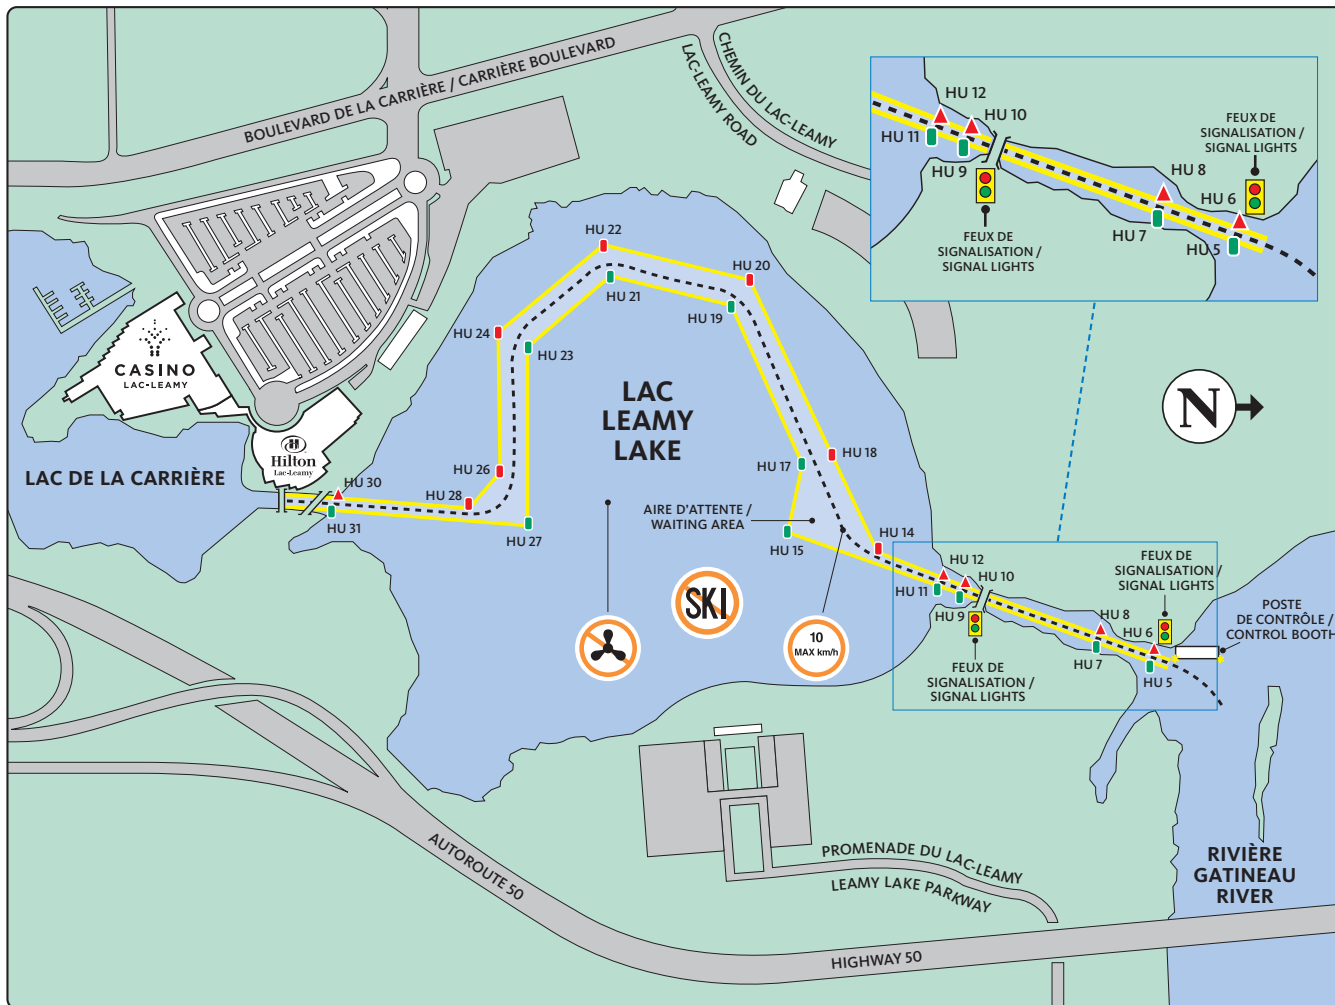 BOULEVARD DE LA CARRIÈRE / CARRIÈRE BOULEVARD
CHEMIN DU LAC-LEAMY
LAC-LEAMY ROAD
HU 12
HU 10
HU 11
HU 9
HU 8
HU 7
HU 6
HU 5
FEUX DE
SIGNALISATION /
SIGNAL LIGHTS
FEUX DE
SIGNALISATION /
SIGNAL LIGHTS
CASINO
LAC-LEAMY
H
Hilton
Lac-Leamy
LAC DE LA CARRIÈRE
HU 22
HU 20
HU 21
HU 19
HU 24
HU 23
LAC
LEAMY
LAKE
N
HU 17
HU 18
HU 26
HU 28
HU 30
HU 31
HU 27
AIRE D'ATTENTE /
WAITING AREA
HU 15
HU 14
HU 12
HU 10
HU 11
HU 9
HU 8
HU 7
HU 6
HU 5
FEUX DE
SIGNALISATION /
SIGNAL LIGHTS
FEUX DE
SIGNALISATION /
SIGNAL LIGHTS
POSTE
DE CONTRÔLE /
CONTROL BOOTH
SKI
10
MAX km/h
AUTOROUTE 50
PROMENADE DU LAC-LEAMY
LEAMY LAKE PARKWAY
RIVIÈRE
GATINEAU
RIVER
HIGHWAY 50